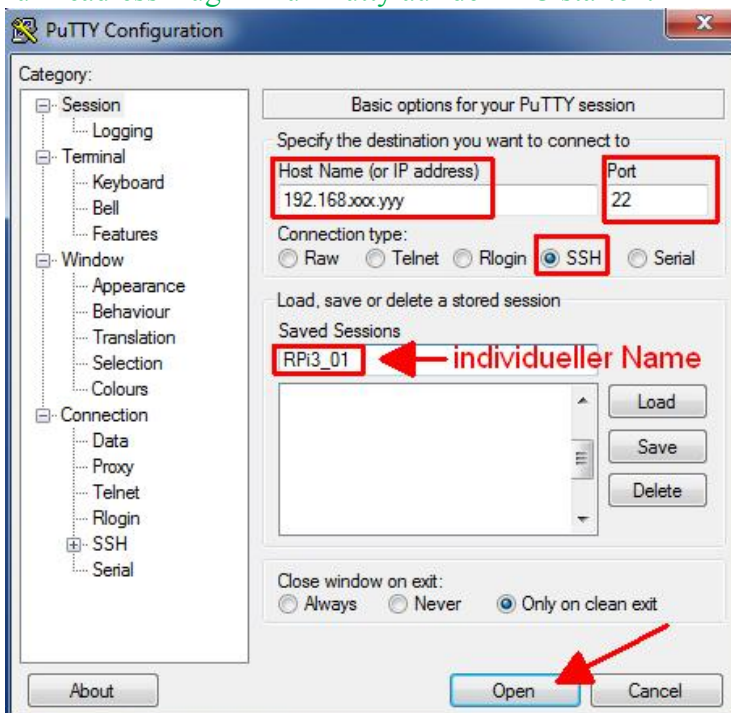 PuTTY Configuration
Category:
Session
Logging
Terminal
Keyboard
Bell
Features
Window
Appearance
Behaviour
Translation
Selection
Colours
Connection
Data
Proxy
Telnet
Rlogin
SSH
Serial
Basic options for your PuTTY session
Specify the destination you want to connect to
Host Name (or IP address) Port
192.168.xxx.yyy 22
Connection type:
Raw Telnet Rlogin SSH Serial
Load, save or delete a stored session
Saved Sessions
RPi3_01 individueller Name
Load
Save
Delete
Close window on exit:
Always Never Only on clean exit
About Open Cancel